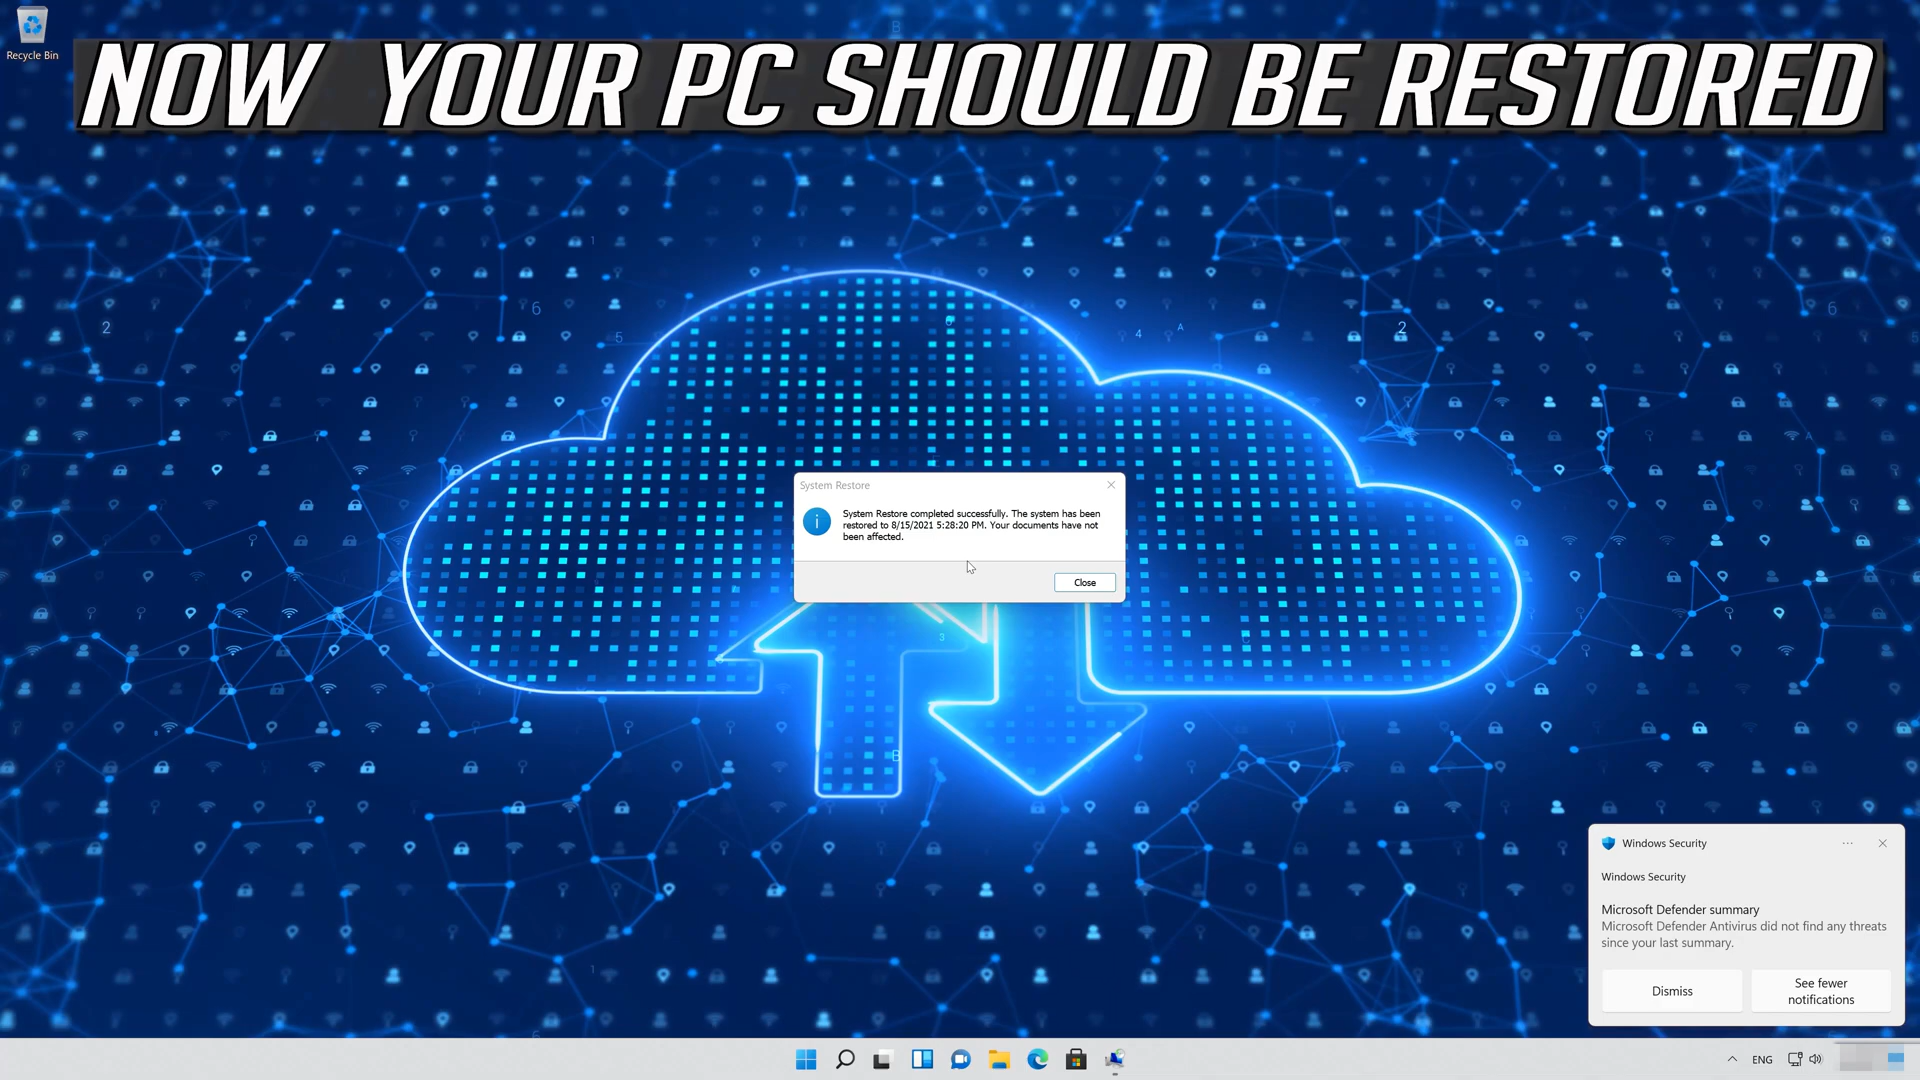 Recycle Bin
NOW YOUR PC SHOULD BE RESTORED
System Restore
System Restore completed successfully. The system has been
restored to 8/15/2021 5:28:20 PM. Your documents have not
been affected.
Close
Windows Security
Windows Security
Microsoft Defender summary
Microsoft Defender Antivirus did not find any threats
since your last summary.
Dismiss
See fewer
notifications
ENG